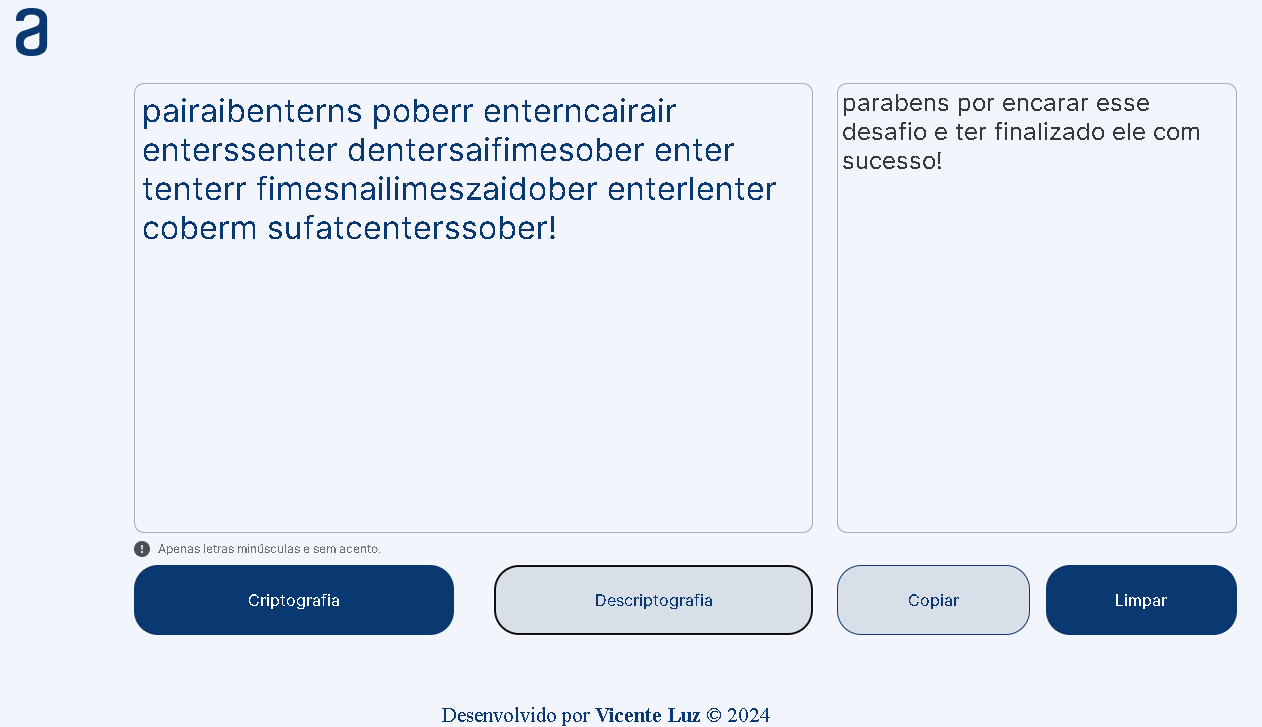 a
pairaibenterns poberr enterncairair
enterssenter dentersaifimesober enter
tenterr fimesnailimeszaidober enterlenter
coberm sufatcenterssober!
parabens por encarar esse
desafio e ter finalizado ele com
sucesso!
Apenas letras minúsculas e sem acento.
Criptografia
Descriptografia
Copiar
Limpar
Desenvolvido por Vicente Luz © 2024